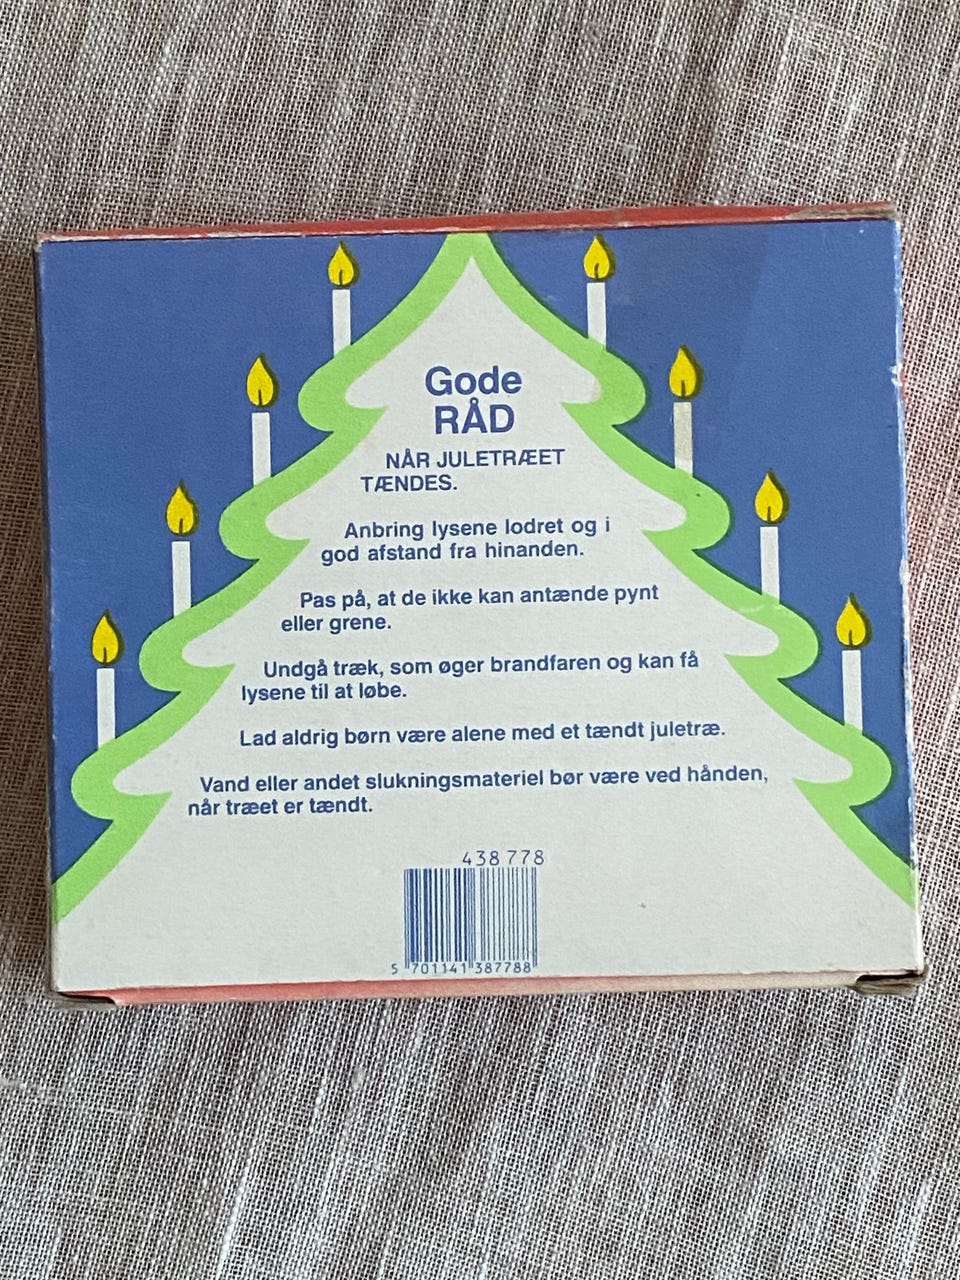 Gode
RÅD
NÅR JULETRÆET
TÆNDES.
Anbring lysene lodret og i
god afstand fra hinanden.
Pas på, at de ikke kan antænde pynt
eller grene.
Undgå træk, som øger brandfaren og kan få
lysene til at løbe.
Lad aldrig børn være alene med et tændt juletræ.
Vand eller andet slukningsmateriel bør være ved hånden,
når træet er tændt.
438 778
5 701141 387788